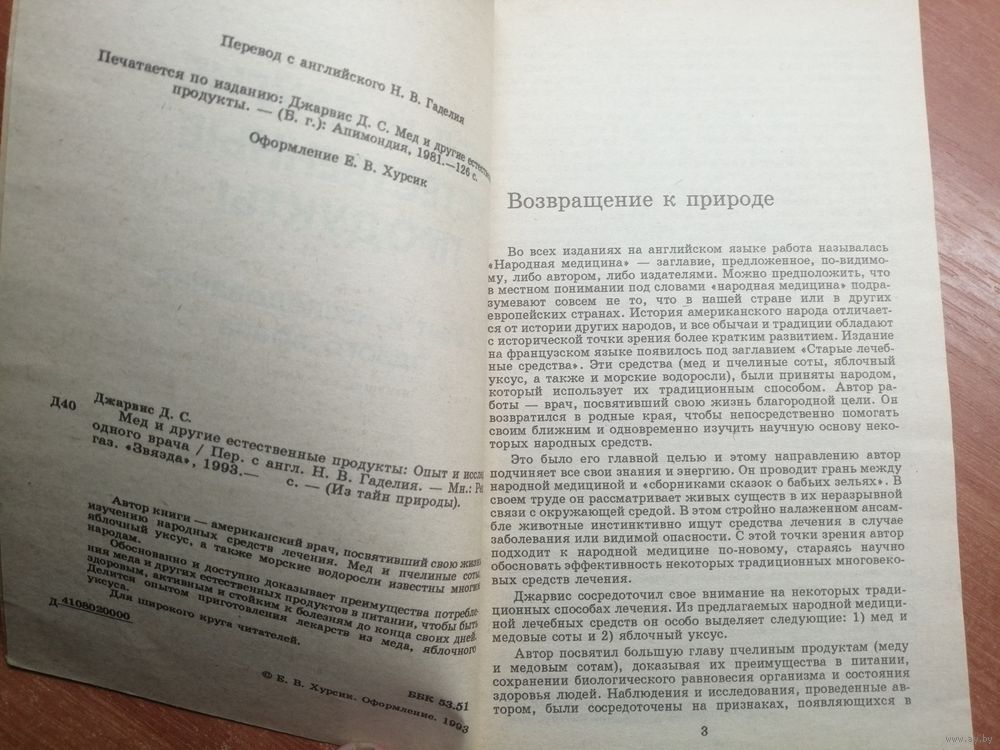 Перевод с английского Н. В. Гаделия
Печатается по изданию: Джарвис Д. С. Мед и другие естеств
продукты. — (В. г.): Апимондия, 1981.—126 с.
Оформление Е. В. Хурсик
Джарвис Д. С.
Д40
Мед и другие естественные продукты: Опыт и иссле
одного врача / Пер. с англ. Н. В. Гаделия. — Мн.: Ре
газ. «Звязда», 1993.— с. — (Из тайн природы).
Автор книги — американский врач, посвятивший свою жизнь
изучению народных средств лечения. Мед и пчелиные соты,
яблочный уксус, а также морские водоросли известны многим
народам.
Обоснованно и доступно доказывает преимущества потребле-
ния меда и других естественных продуктов в питании, чтобы быть
здоровым, активным и стойким к болезням до конца своих дней.
Делится опытом приготовления лекарств из меда, яблочного
уксуса.
Для широкого круга читателей.
Д 4108020000
ББК 53.51
© Е. В. Хурсик. Оформление. 1993
Возвращение к природе
Во всех изданиях на английском языке работа называлась
«Народная медицина» — заглавие, предложенное, по-видимо-
му, либо автором, либо издателями. Можно предположить, что
в местном понимании под словами «народная медицина» подра-
зумевают совсем не то, что в нашей стране или в других
европейских странах. История американского народа отличает-
ся от истории других народов, и все обычаи и традиции обладают
с исторической точки зрения более кратким развитием. Издание
на французском языке появилось под заглавием «Старые лечеб-
ные средства». Эти средства (мед и пчелиные соты, яблочный
уксус, а также и морские водоросли), были приняты народом,
который использует их традиционным способом. Автор ра-
боты — врач, посвятивший свою жизнь благородной цели. Он
возвратился в родные края, чтобы непосредственно помогать
своим ближним и одновременно изучить научную основу неко-
торых народных средств.
Это было его главной целью и этому направлению автор
подчиняет все свои знания и энергию. Он проводит грань между
народной медициной и «сборниками сказок о бабьих зельях». В
своем труде он рассматривает живых существ в их неразрывной
связи с окружающей средой. В этом стройно налаженном ансам-
бле животные инстинктивно ищут средства лечения в случае
заболевания или видимой опасности. С этой точки зрения автор
подходит к народной медицине по-новому, стараясь научно
обосновать эффективность некоторых традиционных многовеко-
вых средств лечения.
Джарвис сосредоточил свое внимание на некоторых тради-
ционных способах лечения. Из предлагаемых народной медици-
ной лечебных средств он особо выделяет следующие: 1) мед и
медовые соты и 2) яблочный уксус.
Автор посвятил большую главу пчелиным продуктам (меду
и медовым сотам), доказывая их преимущества в питании,
сохранении биологического равновесия организма и состояния
здоровья людей. Наблюдения и исследования, проведенные ав-
тором, были сосредоточены на признаках, появляющихся в
3
www.ay.by